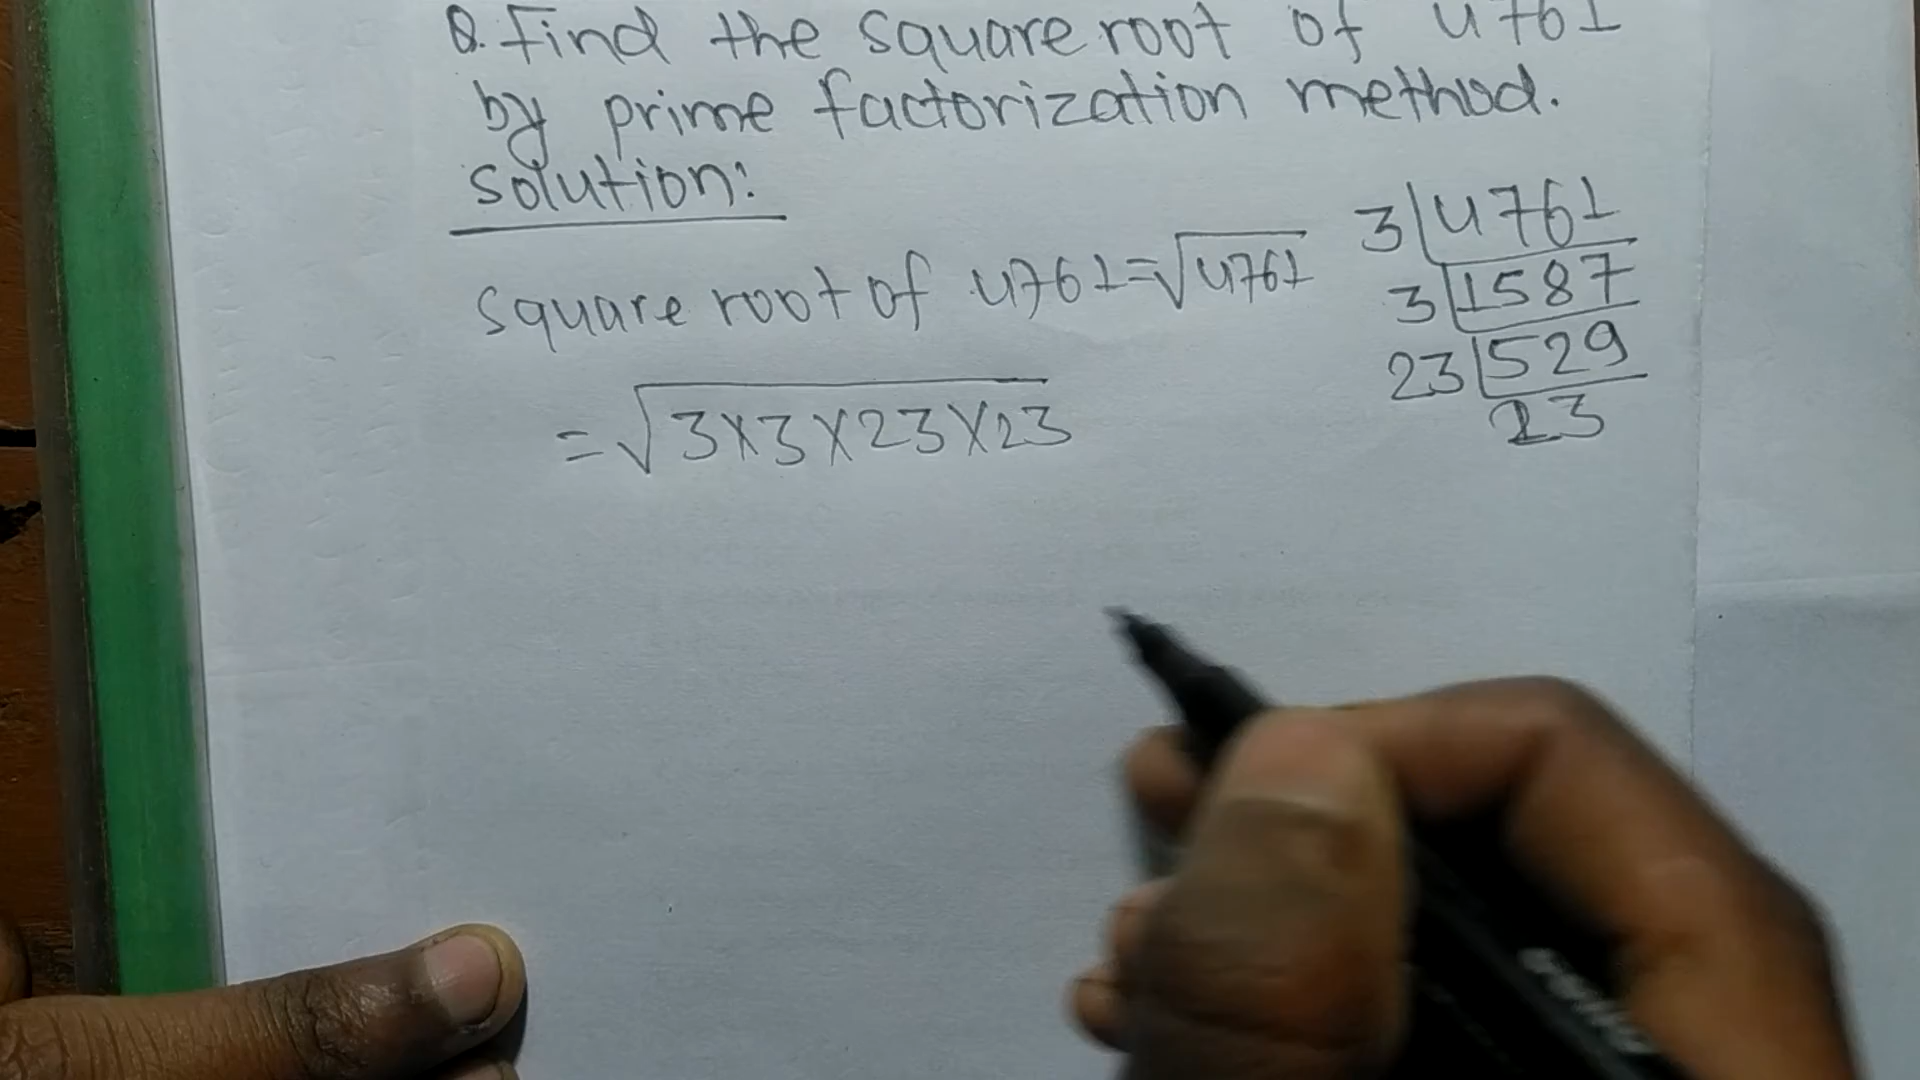 Q. Find the square root of 4761
by prime factorization method.
solution:
square root of 4761=√4761
=√3×3×23×23
3|4761
3|1587
23|529
23